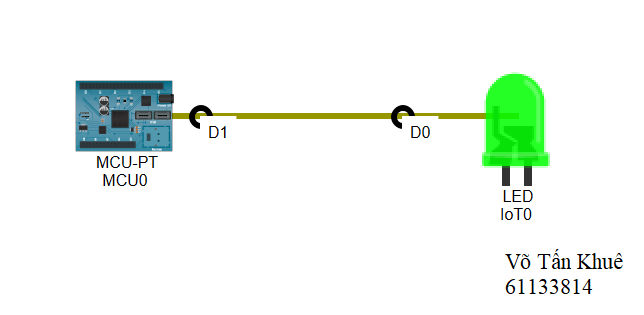 D1
D0
MCU-PT
MCU0
LED
IoT0
Võ Tấn Khuê
61133814